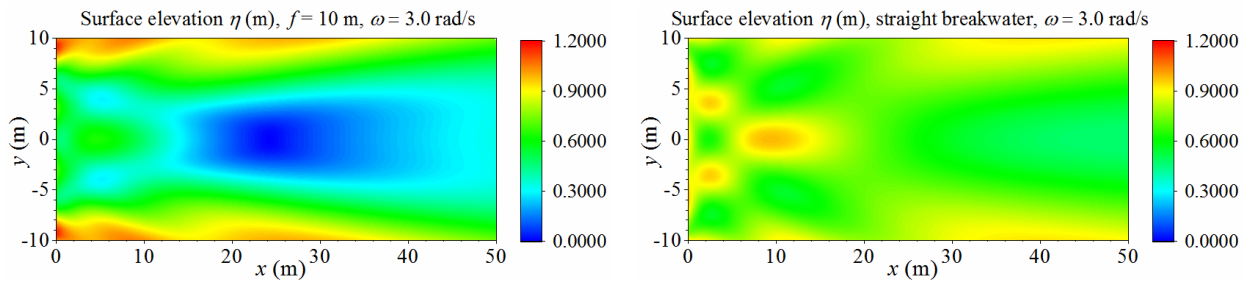 Surface elevation η (m), f = 10 m, ω = 3.0 rad/s
10
5
0
-5
-10
y (m)
0 10 20 30 40 50
x (m)
1.2000
0.9000
0.6000
0.3000
0.0000
Surface elevation η (m), straight breakwater, ω = 3.0 rad/s
10
5
0
-5
-10
y (m)
0 10 20 30 40 50
x (m)
1.2000
0.9000
0.6000
0.3000
0.0000